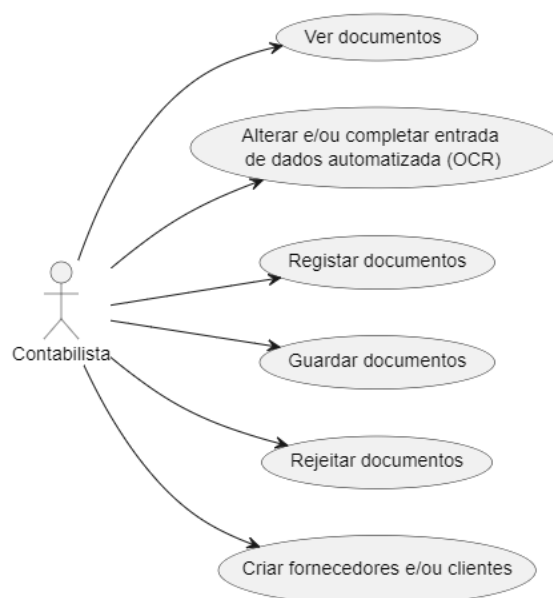 Ver documentos
Alterar e/ou completar entrada
de dados automatizada (OCR)
Registar documentos
Contabilista
Guardar documentos
Rejeitar documentos
Criar fornecedores e/ou clientes